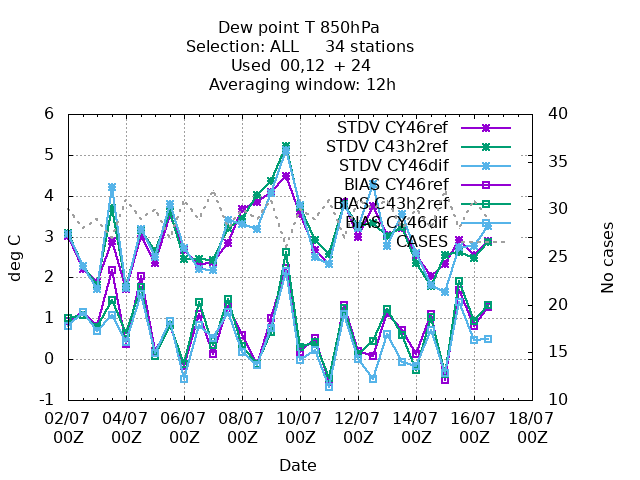 Dew point T 850hPa
Selection: ALL 34 stations
Used 00,12 + 24
Averaging window: 12h
6
5
4
3
2
1
0
-1
deg C
40
35
30
25
20
15
10
No cases
STDV CY46ref
STDV C43h2ref
STDV CY46dif
BIAS CY46ref
BIAS C43h2ref
BIAS CY46dif
CASES
02/07 04/07 06/07 08/07 10/07 12/07 14/07 16/07 18/07
00Z 00Z 00Z 00Z 00Z 00Z 00Z 00Z 00Z
Date